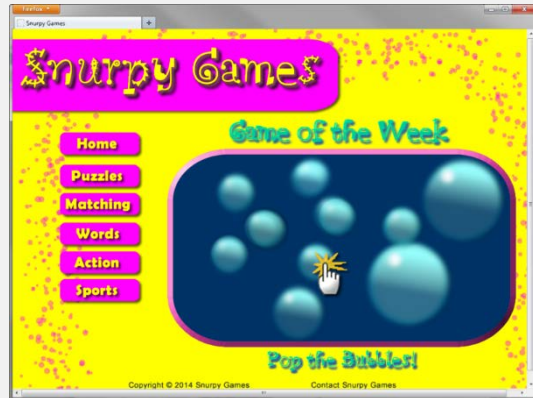 Firefox
Snurpy Games
Snurpy Games
Game of the Week
Home
Puzzles
Matching
Words
Action
Sports
Pop the Bubbles!
Copyright © 2014 Snurpy Games
Contact Snurpy Games